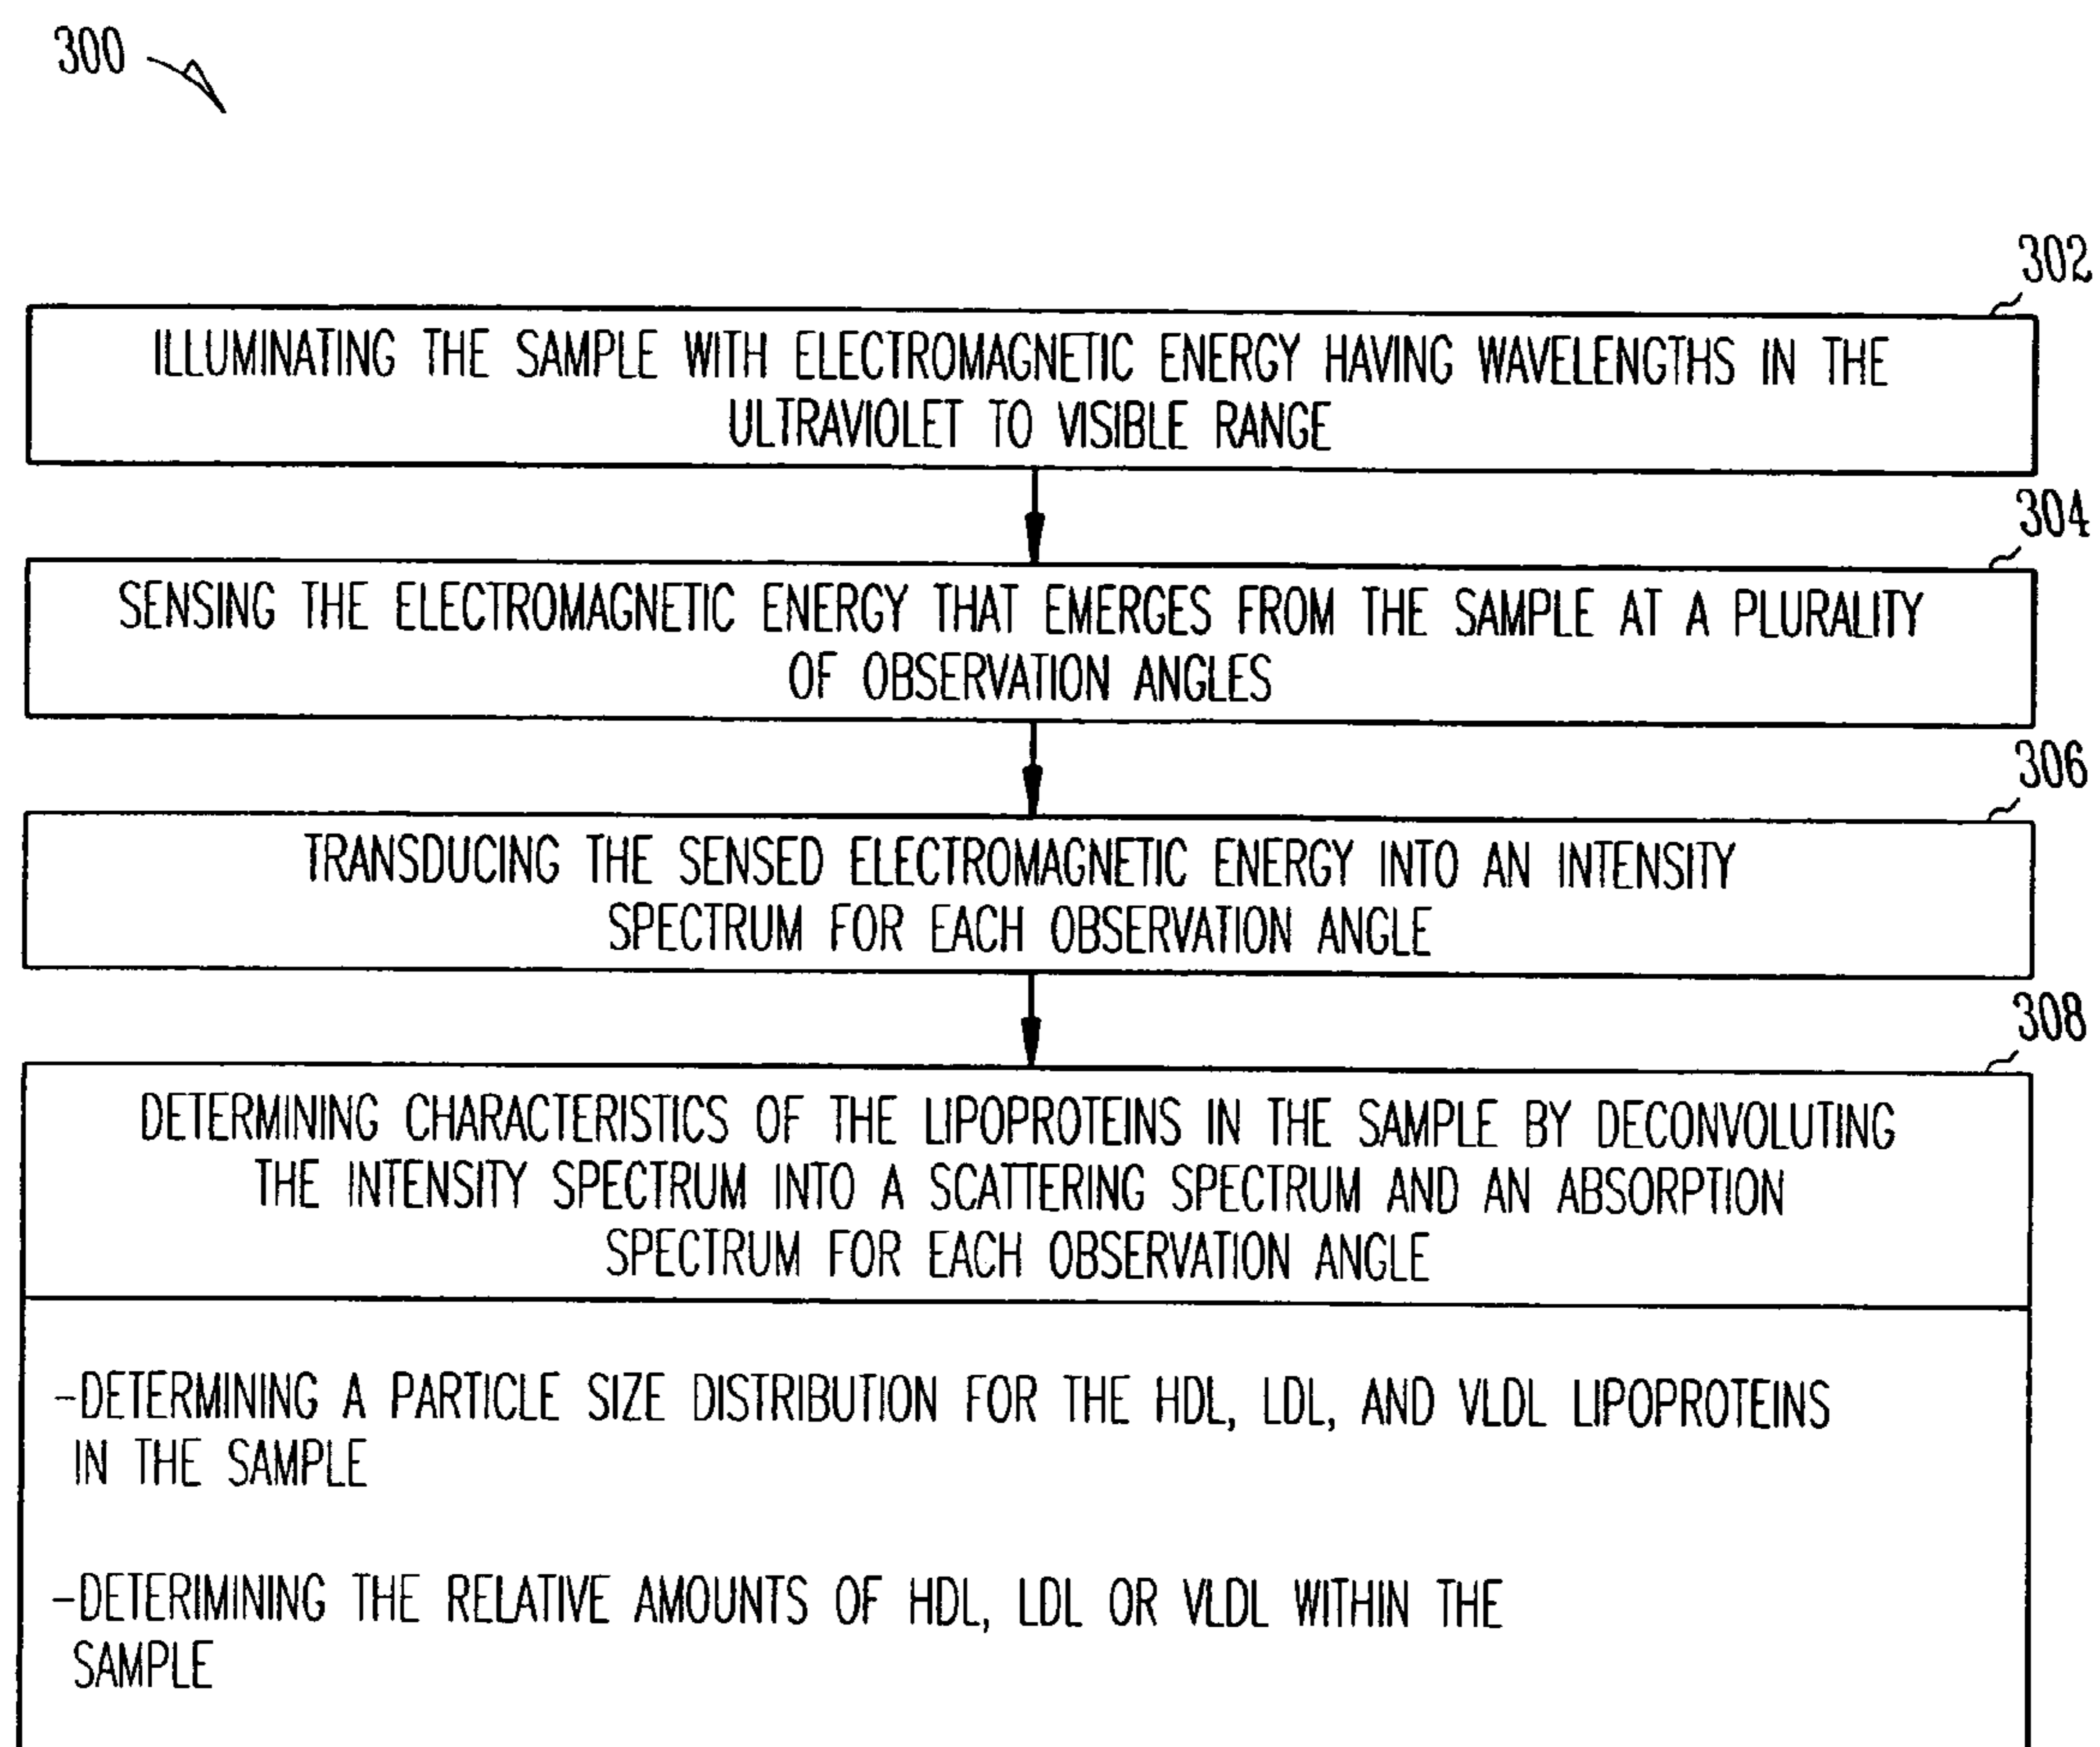 300
302
ILLUMINATING THE SAMPLE WITH ELECTROMAGNETIC ENERGY HAVING WAVELENGTHS IN THE
ULTRAVIOLET TO VISIBLE RANGE
304
SENSING THE ELECTROMAGNETIC ENERGY THAT EMERGES FROM THE SAMPLE AT A PLURALITY
OF OBSERVATION ANGLES
306
TRANSDUCING THE SENSED ELECTROMAGNETIC ENERGY INTO AN INTENSITY
SPECTRUM FOR EACH OBSERVATION ANGLE
308
DETERMINING CHARACTERISTICS OF THE LIPOPROTEINS IN THE SAMPLE BY DECONVOLUTING
THE INTENSITY SPECTRUM INTO A SCATTERING SPECTRUM AND AN ABSORPTION
SPECTRUM FOR EACH OBSERVATION ANGLE
-DETERMINING A PARTICLE SIZE DISTRIBUTION FOR THE HDL, LDL, AND VLDL LIPOPROTEINS
IN THE SAMPLE
-DETERIMINING THE RELATIVE AMOUNTS OF HDL, LDL OR VLDL WITHIN THE
SAMPLE